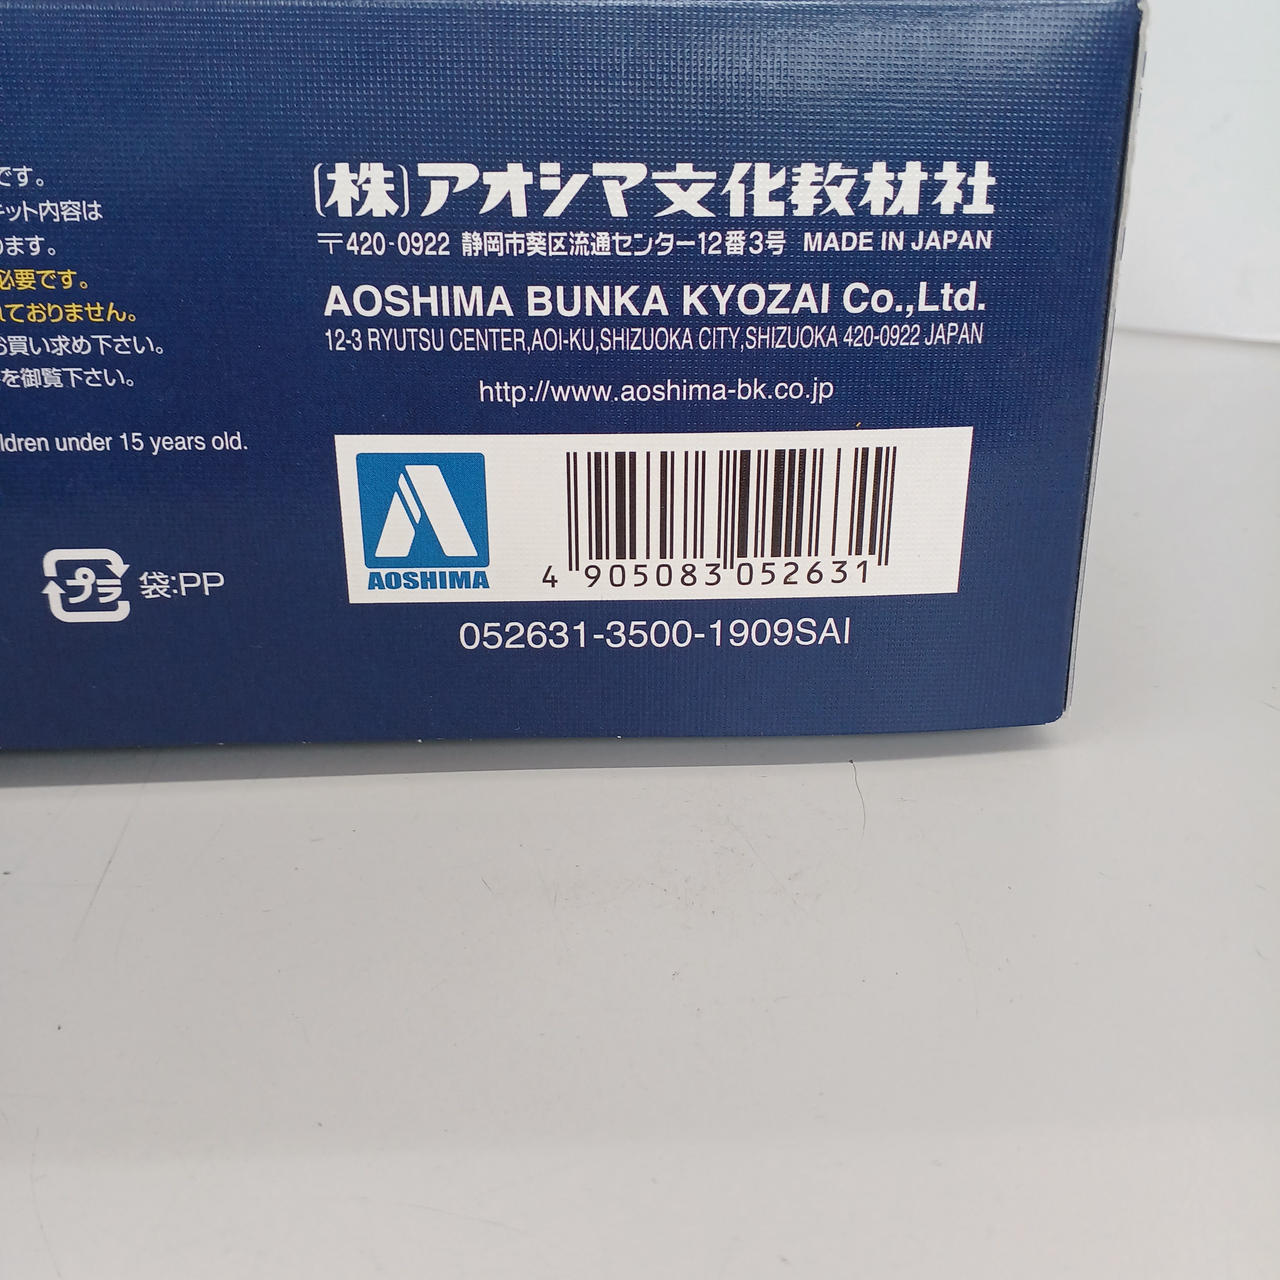 です。
キット内容は
ます。
必要です。
ておりません。
お買い求め下さい。
を御覧下さい。
ldren under 15 years old.
プラ 袋:PP
(株)アオシマ文化教材社
〒420-0922 静岡市葵区流通センター12番3号 MADE IN JAPAN
AOSHIMA BUNKA KYOZAI Co.,Ltd.
12-3 RYUTSU CENTER,AOI-KU,SHIZUOKA CITY,SHIZUOKA 420-0922 JAPAN
http://www.aoshima-bk.co.jp
AOSHIMA
4 905083 052631
052631-3500-1909SAI